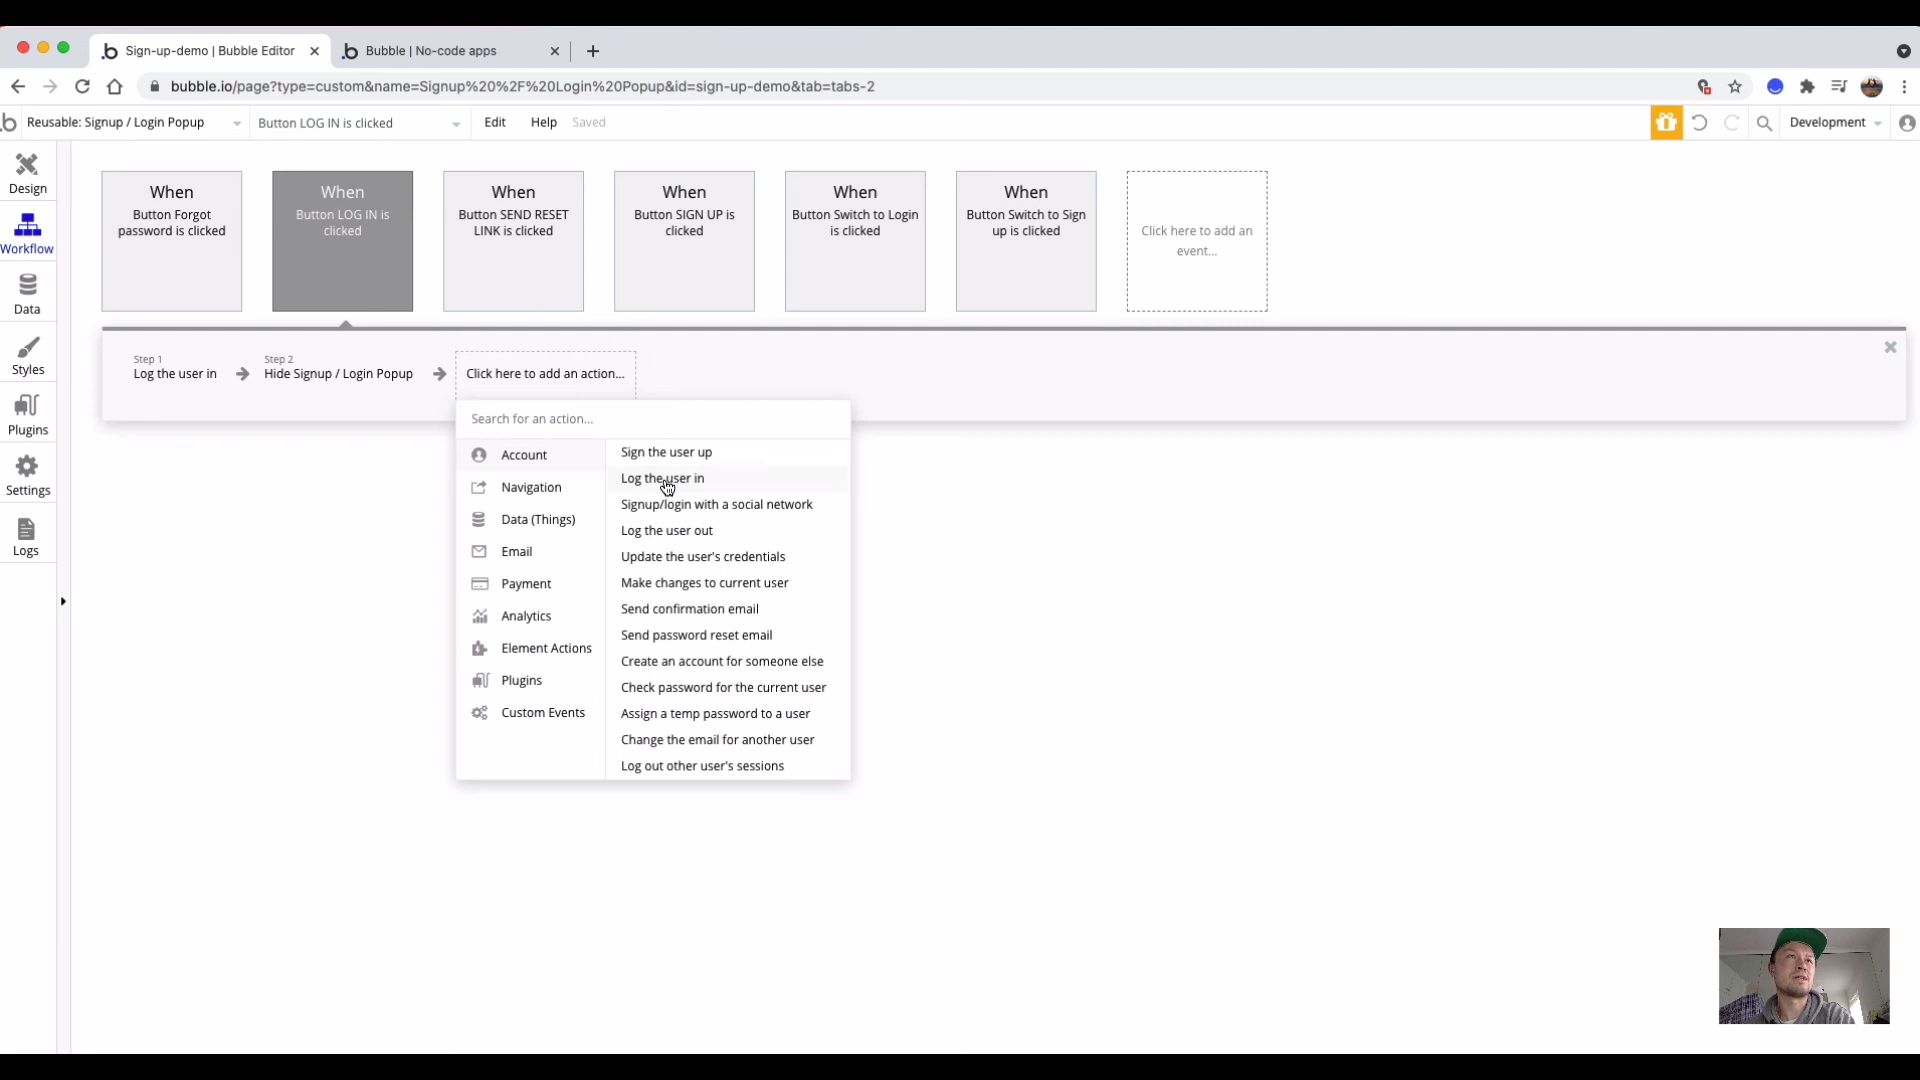 Sign-up-demo | Bubble Editor
Bubble | No-code apps
bubble.io/page?type=custom&name=Signup%20%2F%20Login%20Popup&id=sign-up-demo&tab=tabs-2
Reusable: Signup / Login Popup
Button LOG IN is clicked
Edit
Help
Saved
Development
Design
Workflow
Data
Styles
Plugins
Settings
Logs
When
Button Forgot
password is clicked
When
Button LOG IN is
clicked
When
Button SEND RESET
LINK is clicked
When
Button SIGN UP is
clicked
When
Button Switch to Login
is clicked
When
Button Switch to Sign
up is clicked
Click here to add an
event...
Step 1
Log the user in
Step 2
Hide Signup / Login Popup
Click here to add an action...
Search for an action...
Account
Navigation
Data (Things)
Email
Payment
Analytics
Element Actions
Plugins
Custom Events
Sign the user up
Log the user in
Signup/login with a social network
Log the user out
Update the user's credentials
Make changes to current user
Send confirmation email
Send password reset email
Create an account for someone else
Check password for the current user
Assign a temp password to a user
Change the email for another user
Log out other user's sessions